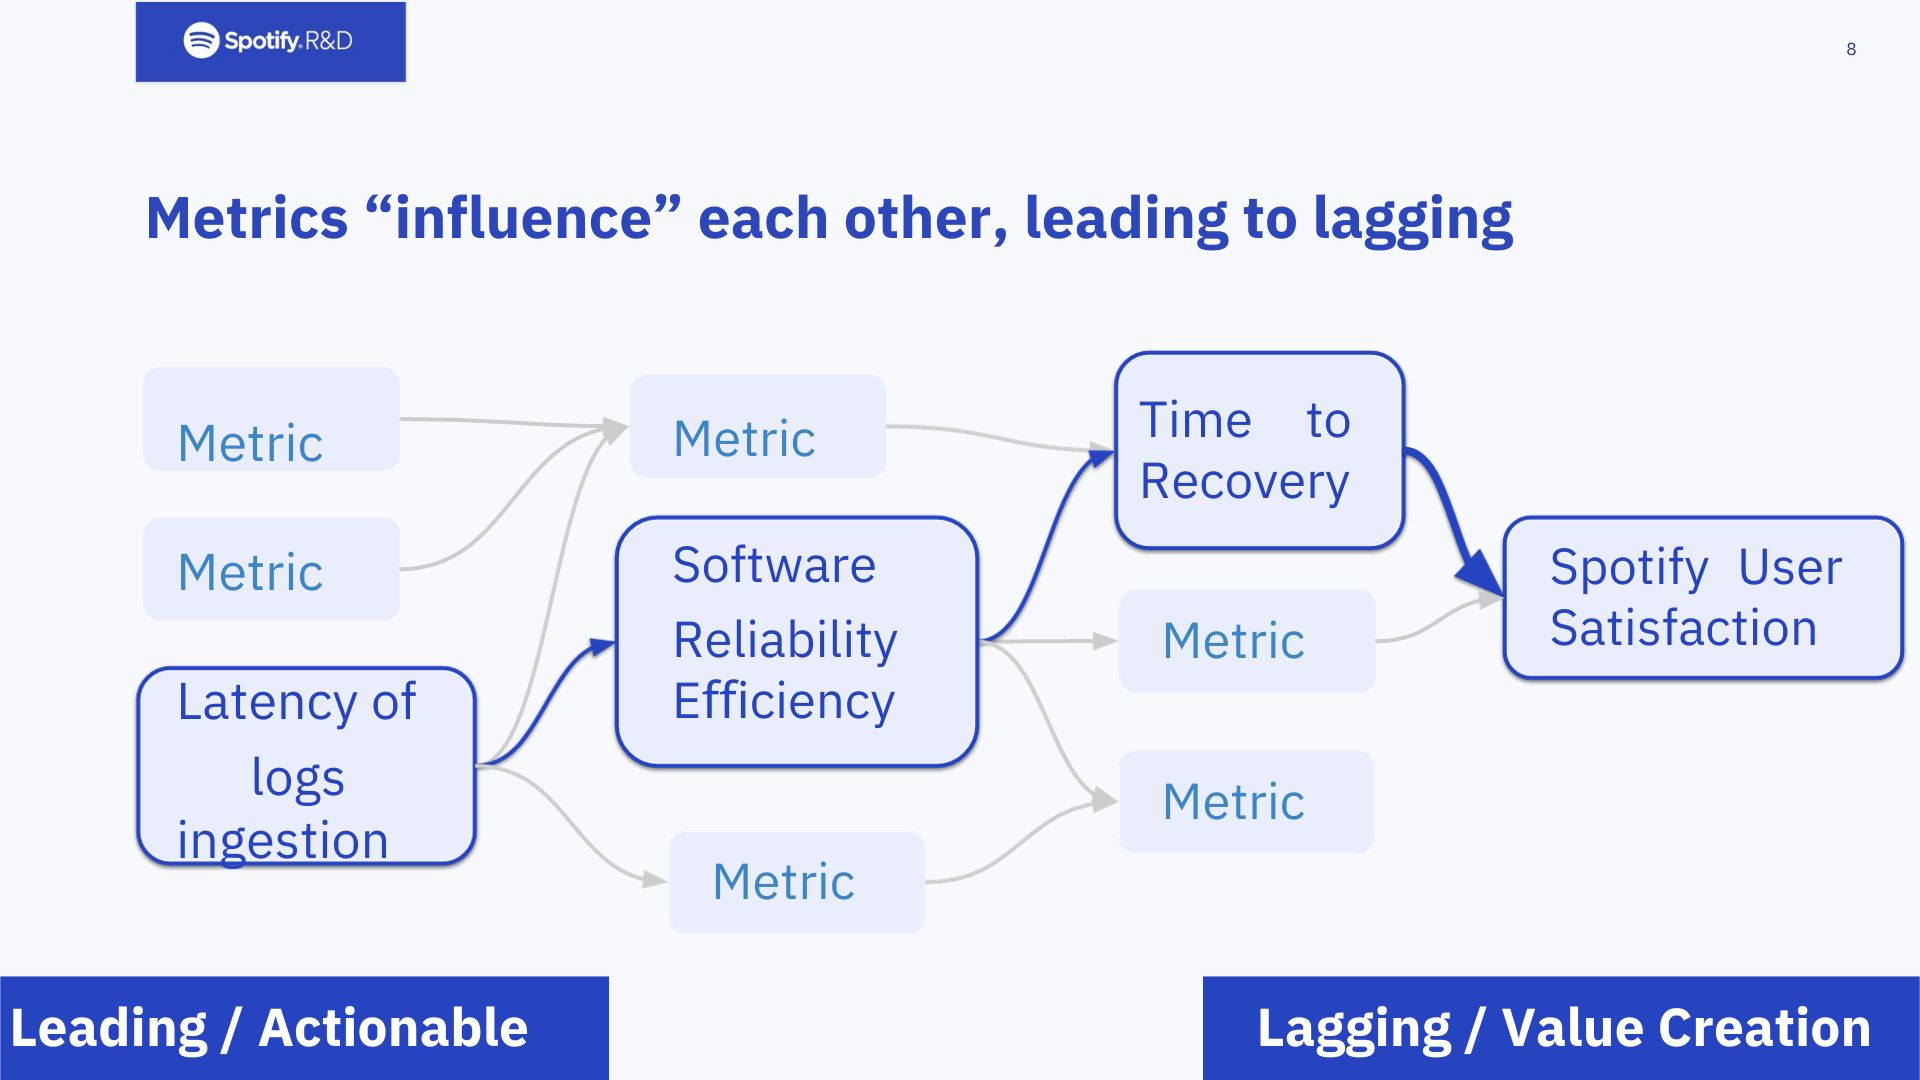 Spotify R&D
8
Metrics “influence” each other, leading to lagging
Metric
Metric
Latency of
logs
ingestion
Metric
Software
Reliability
Efficiency
Metric
Time to
Recovery
Metric
Metric
Spotify User
Satisfaction
Leading / Actionable
Lagging / Value Creation